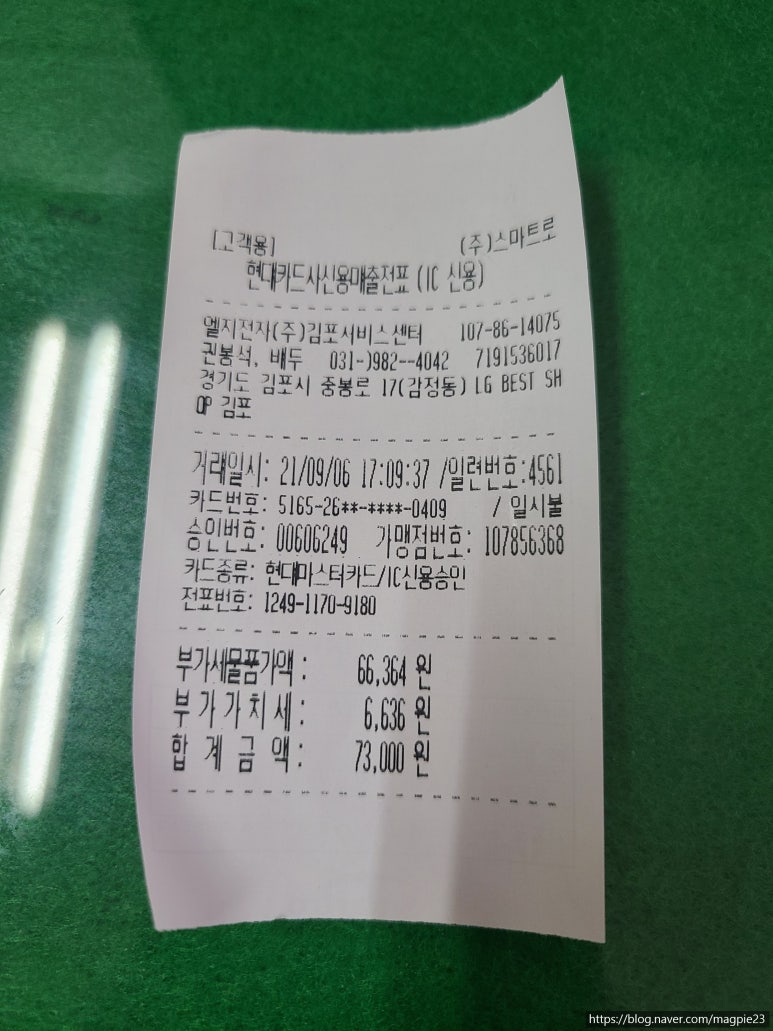 [고객용] (주)스마트로
현대카드사신용매출전표(IC 신용)
엘지전자(주)김포서비스센터 107-86-14075
권봉석, 배두 031-)982--4042 7191536017
경기도 김포시 중봉로 17(감정동) LG BEST SH
OP 김포
거래일시: 21/09/06 17:09:37 /일련번호:4561
카드번호: 5165-26**-****-0409 / 일시불
승인번호: 00606249 가맹점번호: 107856368
카드종류: 현대마스터카드/IC신용승인
전표번호: 1249-1170-9180
부가세물품가액: 66,364 원
부가가치세: 6,636 원
합계금액: 73,000 원
https://blog.naver.com/magpie23